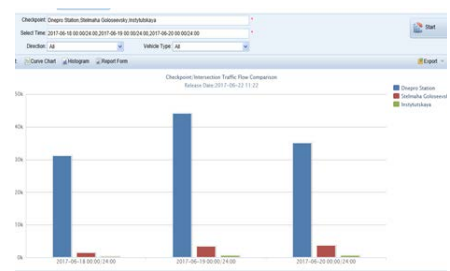 Checkpoint: Dnepro Station,Stelmaha Golosevsky,Instytutskaya *
Start
Select Time: 2017-06-18 00:00/24:00,2017-06-19 00:00/24:00,2017-06-20 00:00/24:00 *
Direction: All Vehicle Type: All
Curve Chart Histogram Report Form Export
Checkpoint/Intersection Traffic Flow Comparison
Release Date:2017-06-22 11:22
Dnepro Station
Stelmaha Golosevsl
Instytutskaya
50k
40k
30k
20k
10k
0k
2017-06-18 00:00/24:00 2017-06-19 00:00/24:00 2017-06-20 00:00/24:00